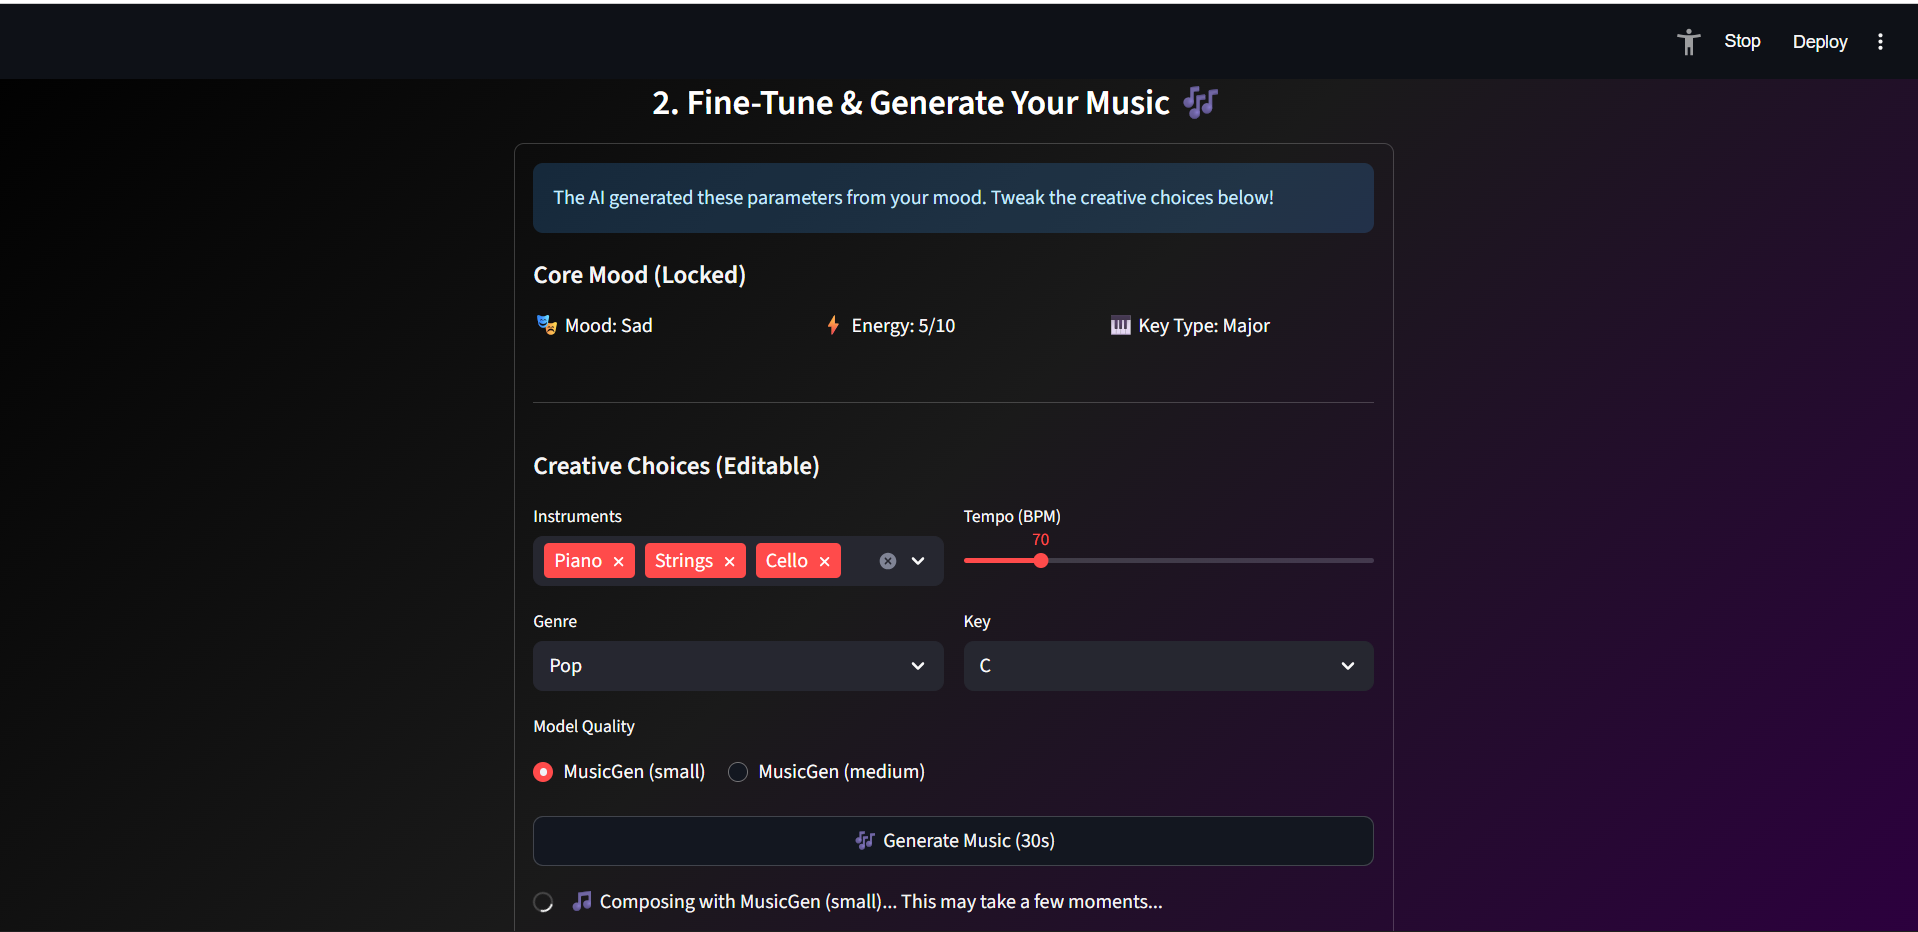 Stop Deploy
2. Fine-Tune & Generate Your Music 🎶
The AI generated these parameters from your mood. Tweak the creative choices below!
Core Mood (Locked)
🎭 Mood: Sad ⚡ Energy: 5/10 🎹 Key Type: Major
Creative Choices (Editable)
Instruments Tempo (BPM)
70
Piano × Strings × Cello ×
Genre Key
Pop C
Model Quality
MusicGen (small) MusicGen (medium)
🎶 Generate Music (30s)
🎵 Composing with MusicGen (small)... This may take a few moments...